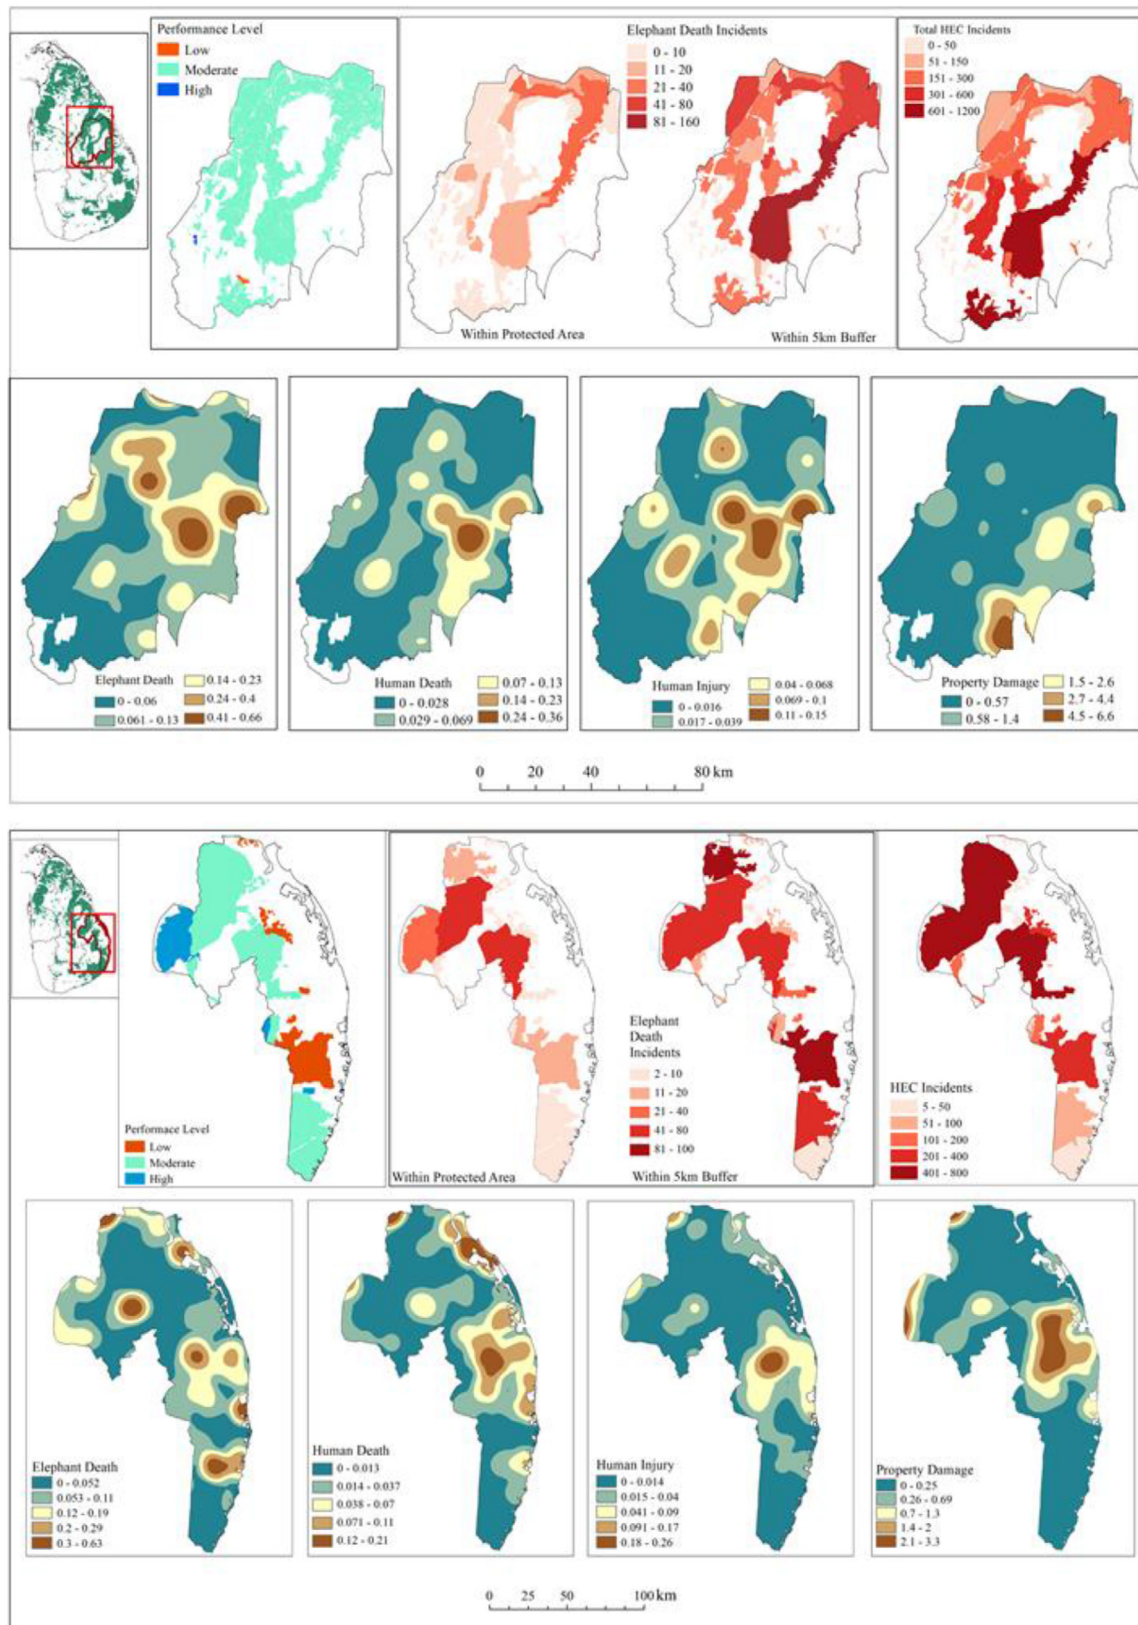 Performance Level
Low
Moderate
High
Elephant Death Incidents
0 - 10
11 - 20
21 - 40
41 - 80
81 - 160
Within Protected Area
Within 5km Buffer
Total HEC Incidents
0 - 50
51 - 150
151 - 300
301 - 600
601 - 1200
Elephant Death
0 - 0.06
0.061 - 0.13
0.14 - 0.23
0.24 - 0.4
0.41 - 0.66
Human Death
0 - 0.028
0.029 - 0.069
0.07 - 0.13
0.14 - 0.23
0.24 - 0.36
Human Injury
0 - 0.016
0.017 - 0.039
0.04 - 0.068
0.069 - 0.1
0.11 - 0.15
Property Damage
0 - 0.57
0.58 - 1.4
1.5 - 2.6
2.7 - 4.4
4.5 - 6.6
0 20 40 80 km
Performace Level
Low
Moderate
High
Elephant
Death
Incidents
2 - 10
11 - 20
21 - 40
41 - 80
81 - 100
Within Protected Area
Within 5km Buffer
HEC Incidents
5 - 50
51 - 100
101 - 200
201 - 400
401 - 800
Elephant Death
0 - 0.052
0.053 - 0.11
0.12 - 0.19
0.2 - 0.29
0.3 - 0.63
Human Death
0 - 0.013
0.014 - 0.037
0.038 - 0.07
0.071 - 0.11
0.12 - 0.21
Human Injury
0 - 0.014
0.015 - 0.04
0.041 - 0.09
0.091 - 0.17
0.18 - 0.26
Property Damage
0 - 0.25
0.26 - 0.69
0.7 - 1.3
1.4 - 2
2.1 - 3.3
0 25 50 100 km